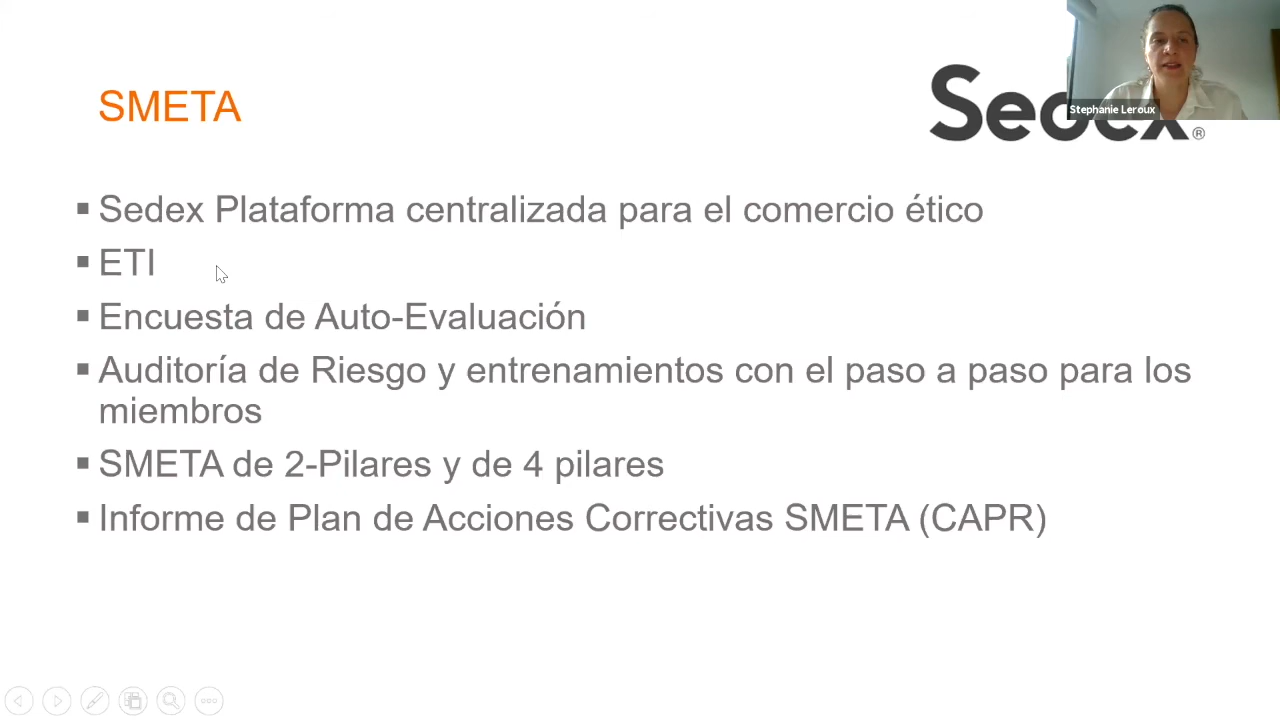 SMETA
Sedex®
Stephanie Leroux
Sedex Plataforma centralizada para el comercio ético
ETI
Encuesta de Auto-Evaluación
Auditoría de Riesgo y entrenamientos con el paso a paso para los
miembros
SMETA de 2-Pilares y de 4 pilares
Informe de Plan de Acciones Correctivas SMETA (CAPR)